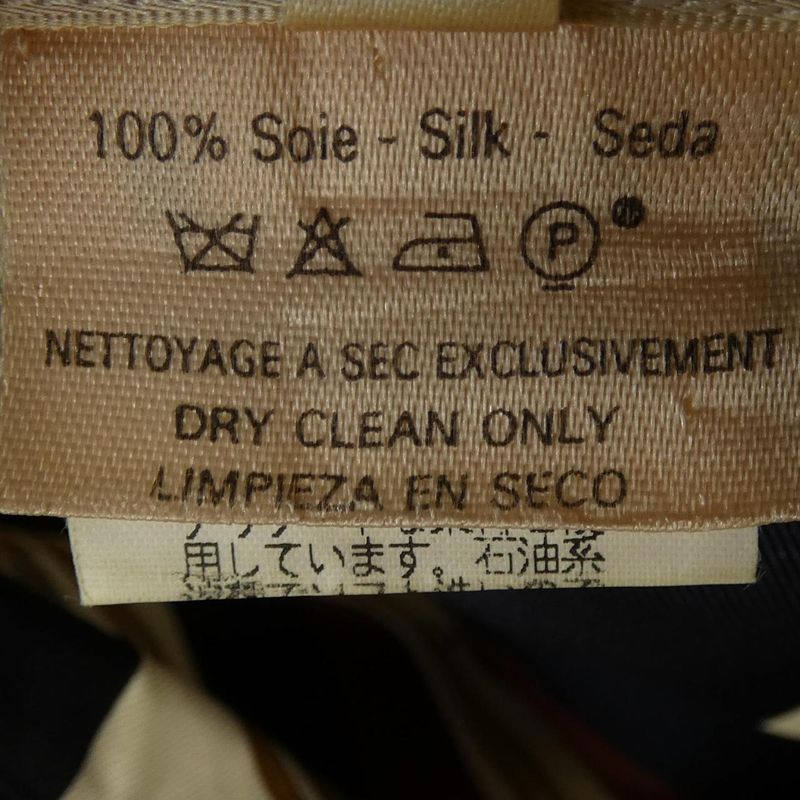 100% Soie - Silk - Seda
P
NETTOYAGE A SEC EXCLUSIVEMENT
DRY CLEAN ONLY
LIMPIEZA EN SECO
用しています。石油系